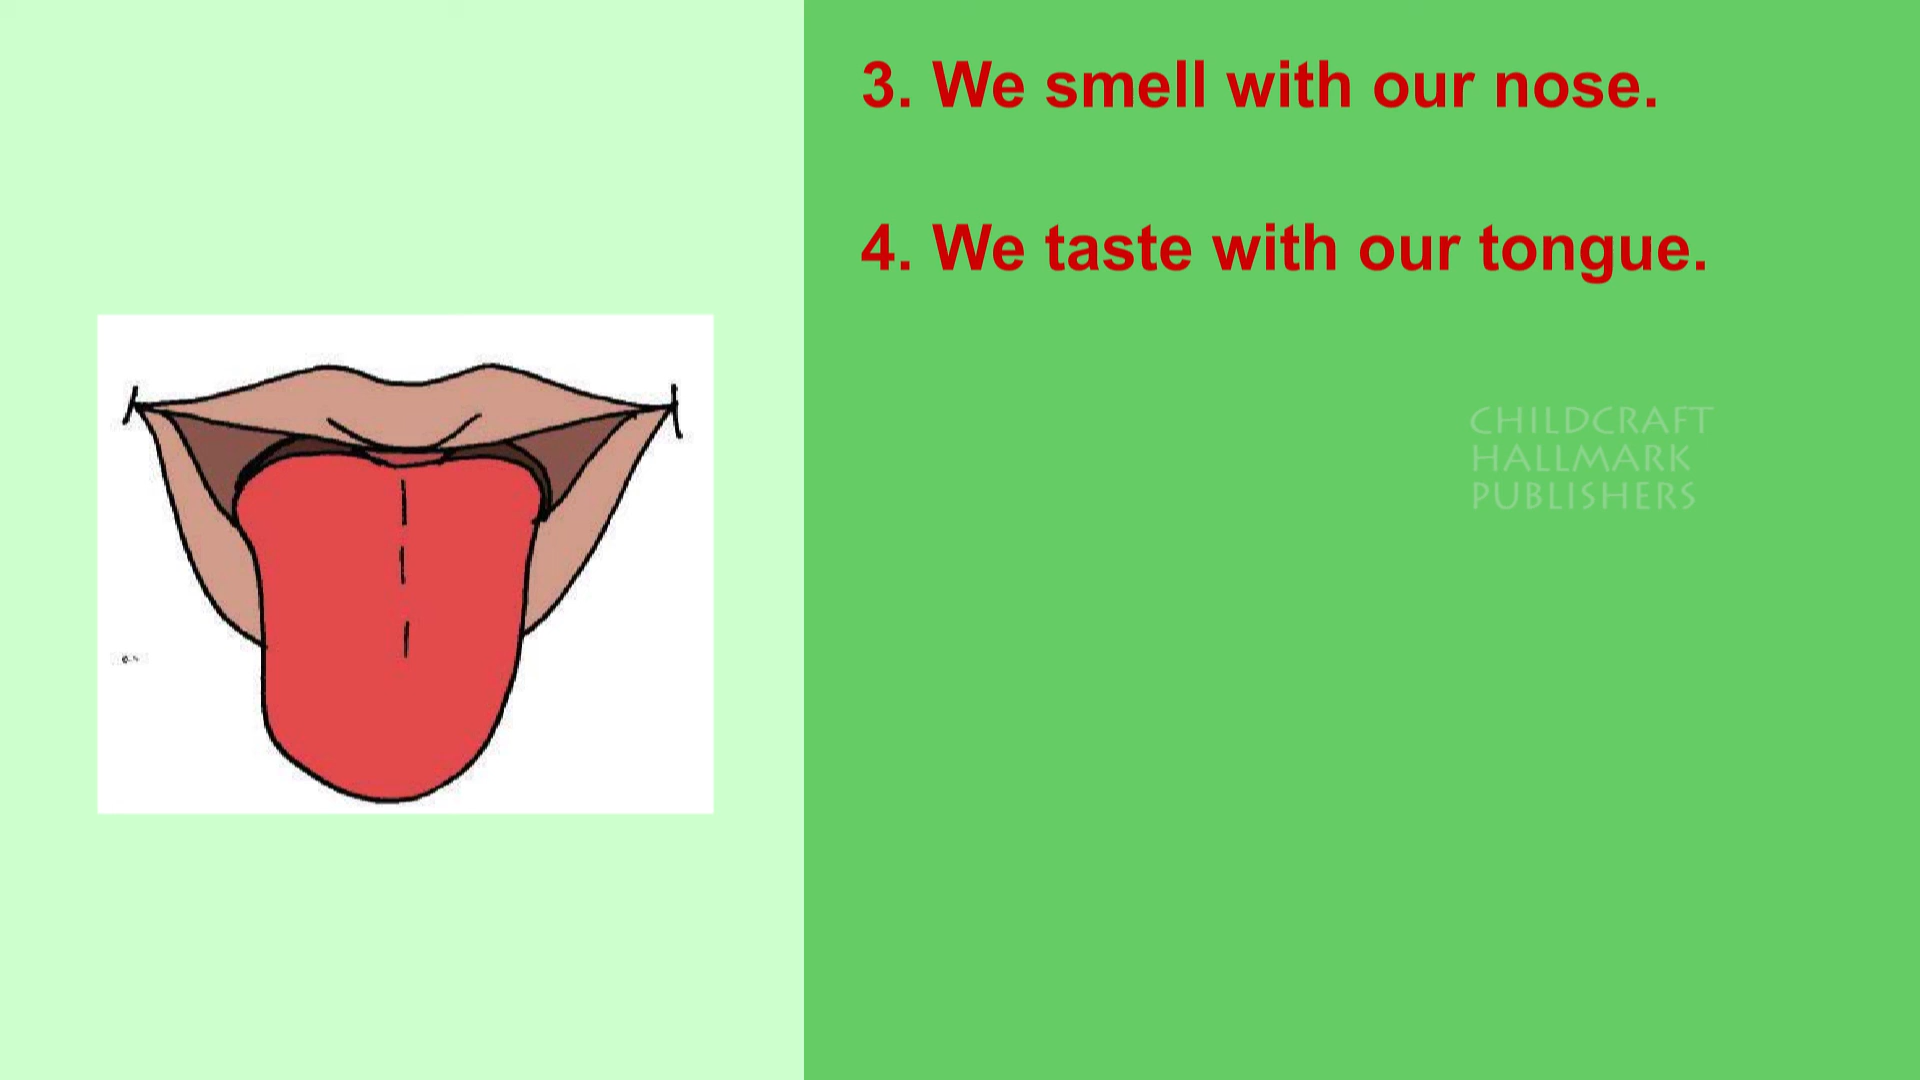 3. We smell with our nose.
4. We taste with our tongue.
CHILDCRAFT
HALLMARK
PUBLISHERS